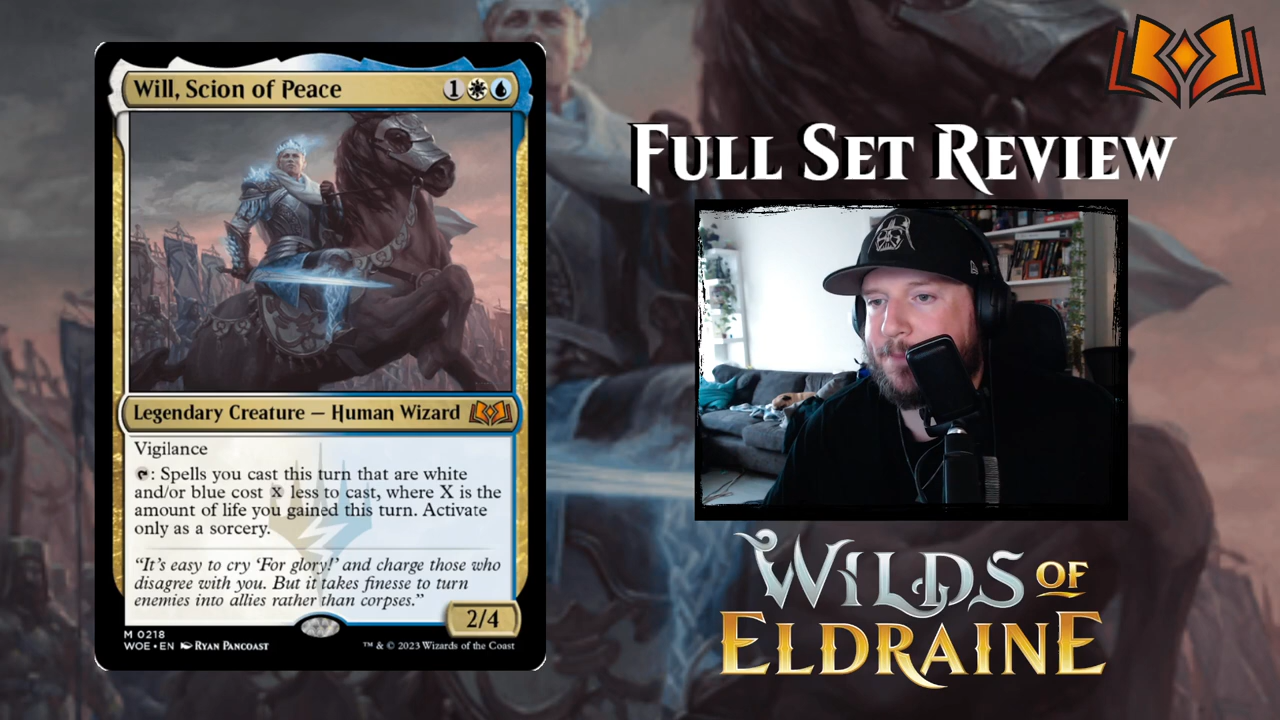 Will, Scion of Peace 1
Legendary Creature — Human Wizard
Vigilance
: Spells you cast this turn that are white
and/or blue cost X less to cast, where X is the
amount of life you gained this turn. Activate
only as a sorcery.
“It’s easy to cry ‘For glory!’ and charge those who
disagree with you. But it takes finesse to turn
enemies into allies rather than corpses.”
2/4
M 0218
WOE • EN Ryan Pancoast
™ & © 2023 Wizards of the Coast
Full Set Review
Wilds of
Eldraine